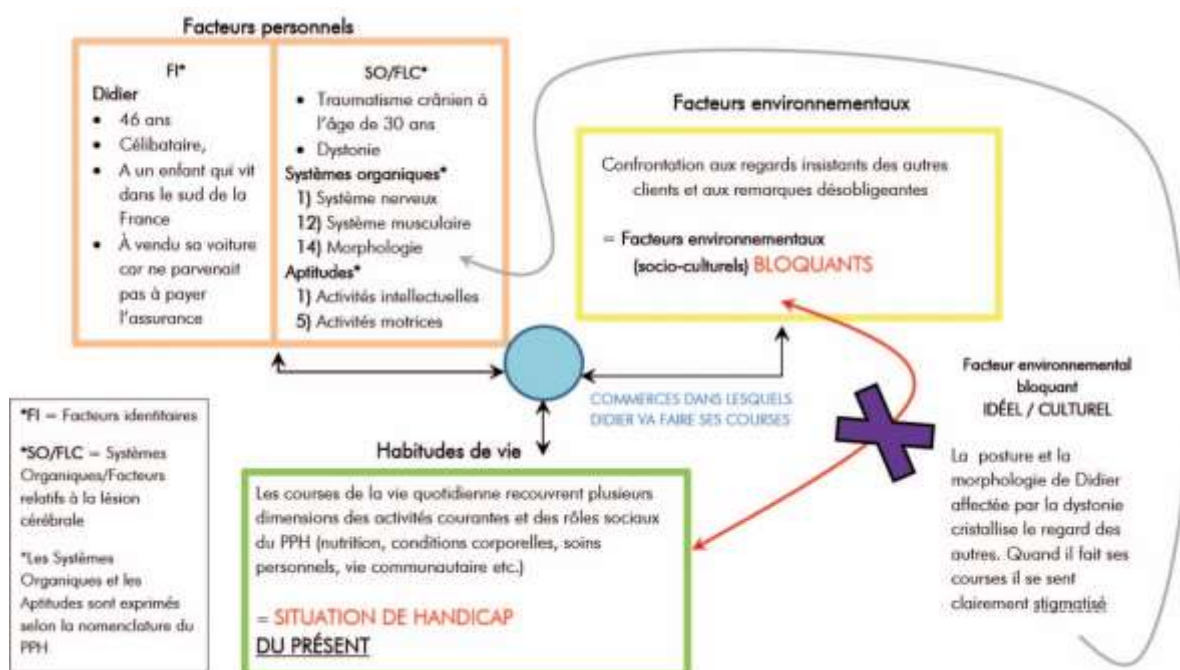 Facteurs personnels
FI*
Didier
• 46 ans
• Célibataire,
• A un enfant qui vit
dans le sud de la
France
• À vendu sa voiture
car ne parvenait
pas à payer
l'assurance
SO/FLC*
• Traumatisme crânien à
l'âge de 30 ans
• Dystonie
Systèmes organiques*
1) Système nerveux
12) Système musculaire
14) Morphologie
Aptitudes*
1) Activités intellectuelles
5) Activités motrices
Facteurs environnementaux
Confrontation aux regards insistants des autres
clients et aux remarques désobligeantes
= Facteurs environnementaux
(socio-culturels) BLOQUANTS
COMMERCES DANS LESQUELS
DIDIER VA FAIRE SES COURSES
Facteur environnemental
bloquant
IDÉEL / CULTUREL
La posture et la
morphologie de Didier
affectée par la dystonie
cristallise le regard des
autres. Quand il fait ses
courses il se sent
clairement stigmatisé
*FI = Facteurs identitaires
*SO/FLC = Systèmes
Organiques/Facteurs
relatifs à la lésion
cérébrale
*Les Systèmes
Organiques et les
Aptitudes sont exprimés
selon la nomenclature du
PPH
Habitudes de vie
Les courses de la vie quotidienne recouvrent plusieurs
dimensions des activités courantes et des rôles sociaux
du PPH (nutrition, conditions corporelles, soins
personnels, vie communautaire etc.)
= SITUATION DE HANDICAP
DU PRÉSENT